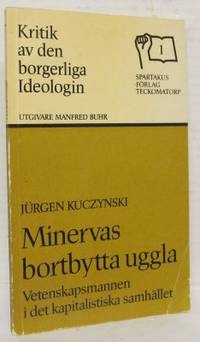 Kritik
av den
borgerliga
Ideologin
1
SPARTAKUS
FÖRLAG
TECKOMATORP
UTGIVARE MANFRED BUHR
JÜRGEN KUCZYNSKI
Minervas
bortbytta uggla
Vetenskapsmannen
i det kapitalistiska samhället